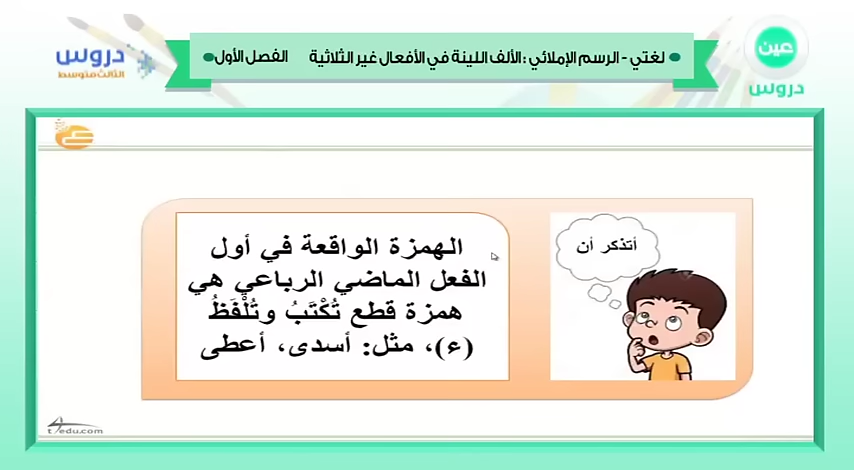 عين
دروس
لغتي - الرسم الإملائي : الألف اللينة في الأفعال غير الثلاثية الفصل الأول
دروس
الثالث متوسط
أتذكر أن
الهمزة الواقعة في أول
الفعل الماضي الرباعي هي
همزة قطع تُكْتَبُ وتُلْفَظُ
(ء)، مثل: أسدى، أعطى
t4edu.com